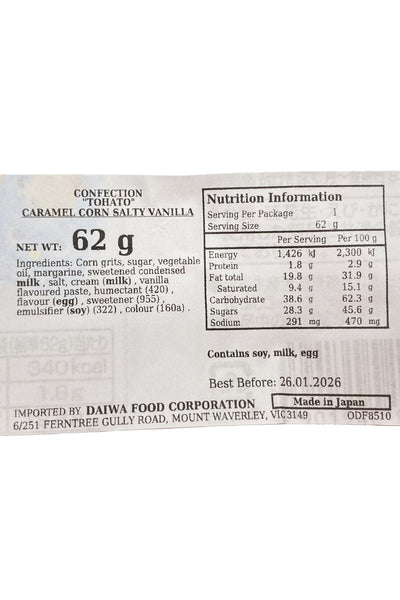 CONFECTION
"TOHATO"
CARAMEL CORN SALTY VANILLA
NET WT: 62 g
Ingredients: Corn grits, sugar, vegetable
oil, margarine, sweetened condensed
milk , salt, cream (milk) , vanilla
flavoured paste, humectant (420) ,
flavour (egg) , sweetener (955) ,
emulsifier (soy) (322) , colour (160a) .
Nutrition Information
Serving Per Package 1
Serving Size 62 g
Per Serving Per 100 g
Energy 1,426 kJ 2,300 kJ
Protein 1.8 g 2.9 g
Fat total 19.8 g 31.9 g
Saturated 9.4 g 15.1 g
Carbohydrate 38.6 g 62.3 g
Sugars 28.3 g 45.6 g
Sodium 291 mg 470 mg
Contains soy, milk, egg
Best Before: 26.01.2026
Made in Japan
IMPORTED BY DAIWA FOOD CORPORATION
6/251 FERNTREE GULLY ROAD, MOUNT WAVERLEY, VIC3149
ODF8510
62g)当たり
340kcal
1.8g